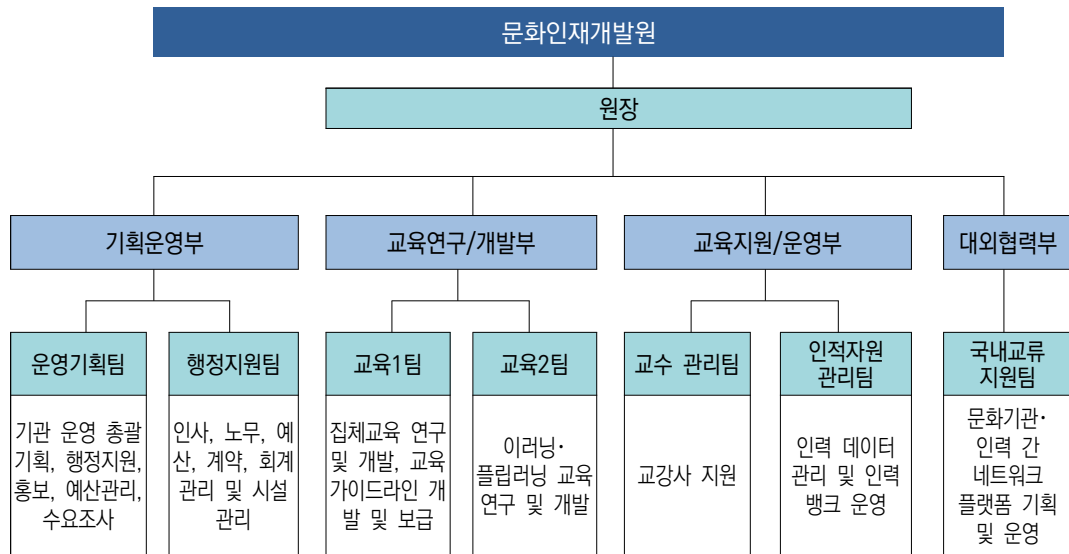 문화인재개발원
원장
기획운영부
교육연구/개발부
교육지원/운영부
대외협력부
운영기획팀
기관 운영 총괄
기획, 행정지원,
홍보, 예산관리,
수요조사
행정지원팀
인사, 노무, 예
산, 계약, 회계
관리 및 시설
관리
교육1팀
집체교육 연구
및 개발, 교육
가이드라인 개
발 및 보급
교육2팀
이러닝·
플립러닝 교육
연구 및 개발
교수 관리팀
교강사 지원
인적자원
관리팀
인력 데이터
관리 및 인력
뱅크 운영
국내교류
지원팀
문화기관·
인력 간
네트워크
플랫폼 기획
및 운영